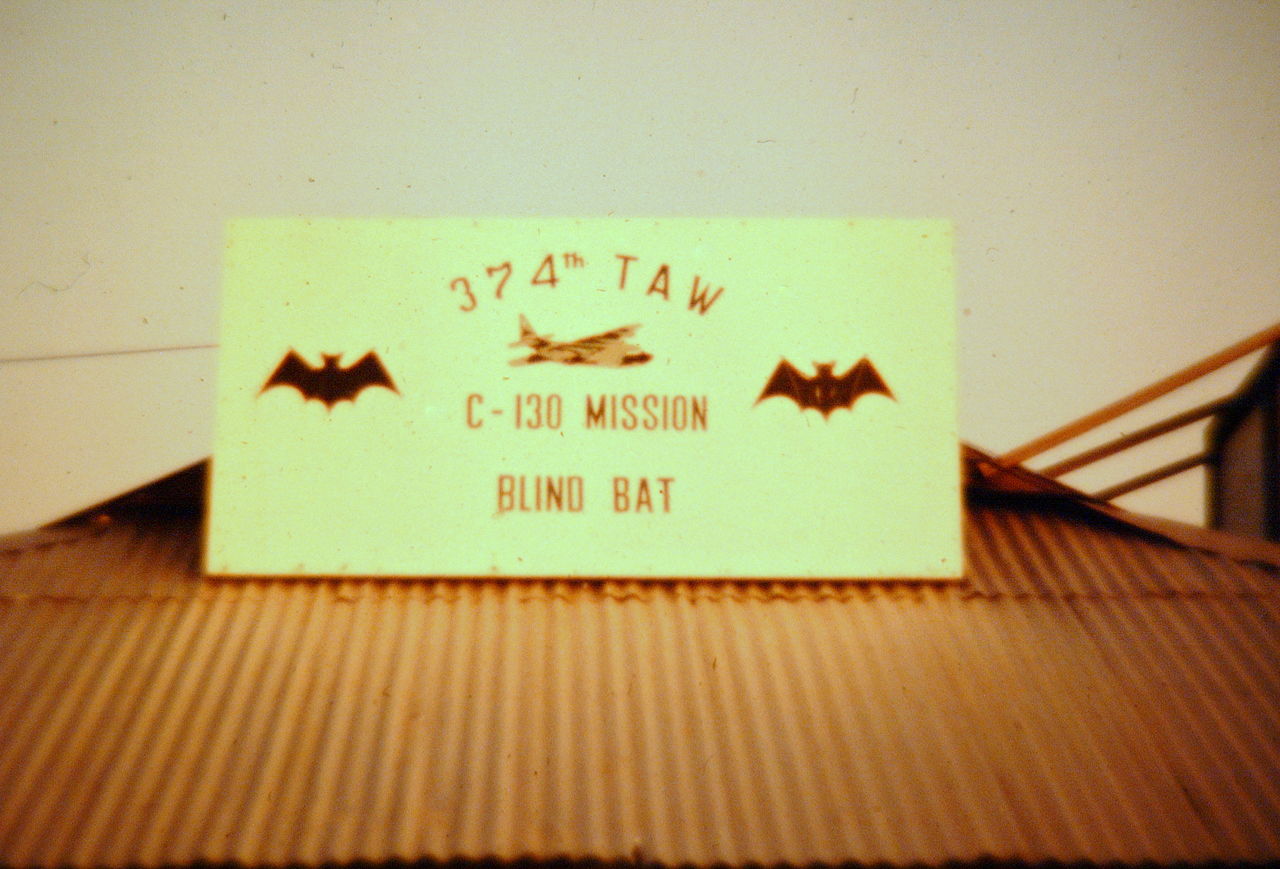 374th TAW
C-130 MISSION
BLIND BAT